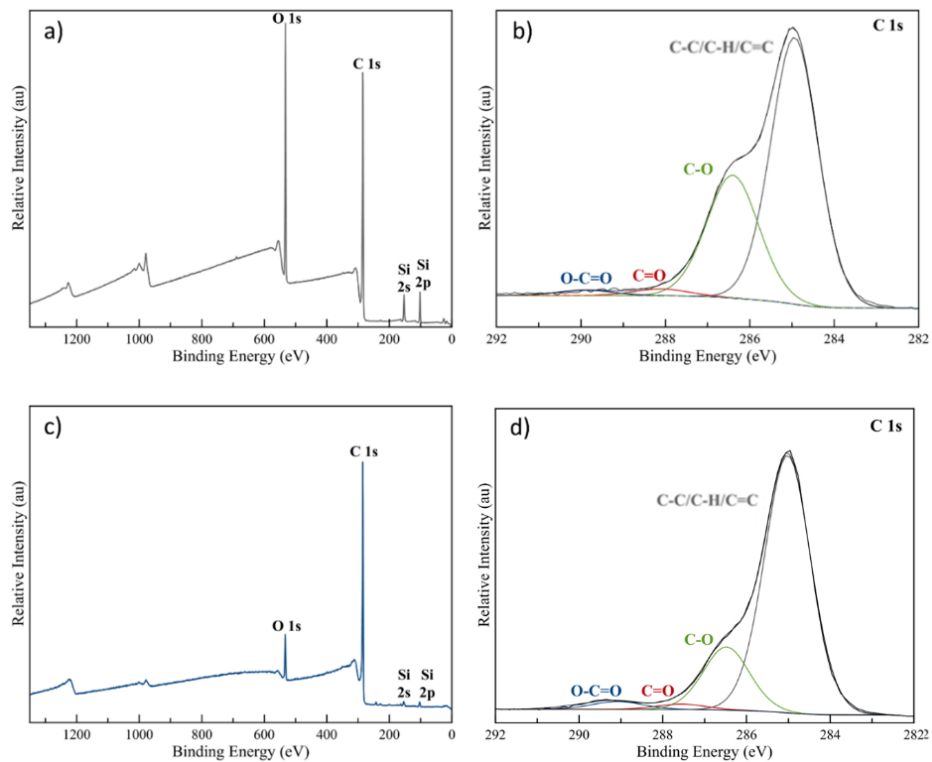 a)
O 1s
C 1s
Si
2s
Si
2p
Relative Intensity (au)
1200 1000 800 600 400 200 0
Binding Energy (eV)
b)
C 1s
C-C/C-H/C=C
C-O
O-C=O
C=O
Relative Intensity (au)
292 290 288 286 284 282
Binding Energy (eV)
c)
C 1s
O 1s
Si
2s
Si
2p
Relative Intensity (au)
1200 1000 800 600 400 200 0
Binding Energy (eV)
d)
C 1s
C-C/C-H/C=C
C-O
O-C=O
C=O
Relative Intensity (au)
292 290 288 286 284 2822
Binding Energy (eV)